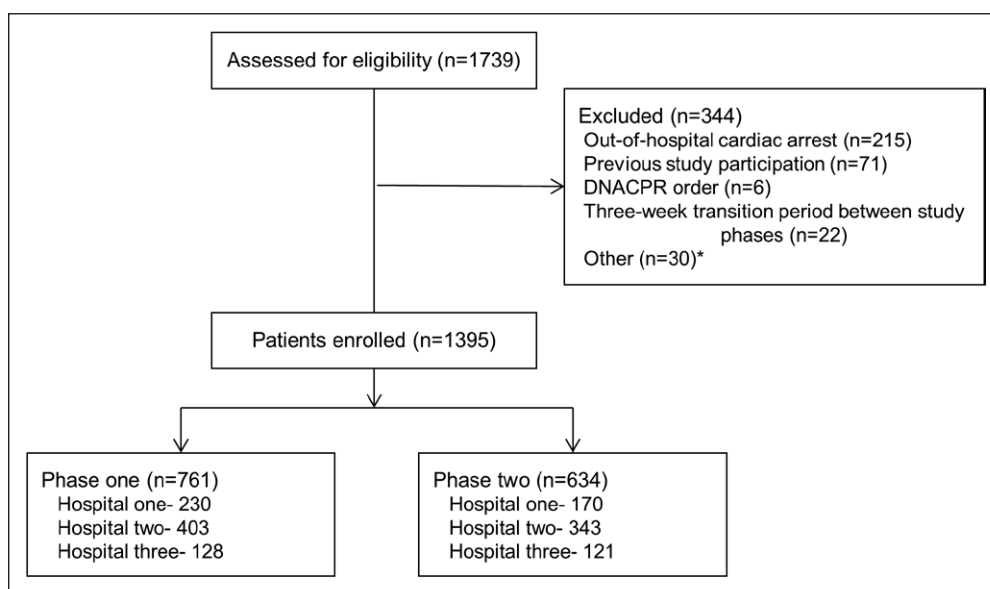 Assessed for eligibility (n=1739)
Excluded (n=344)
Out-of-hospital cardiac arrest (n=215)
Previous study participation (n=71)
DNACPR order (n=6)
Three-week transition period between study
phases (n=22)
Other (n=30)*
Patients enrolled (n=1395)
Phase one (n=761)
Hospital one- 230
Hospital two- 403
Hospital three- 128
Phase two (n=634)
Hospital one- 170
Hospital two- 343
Hospital three- 121